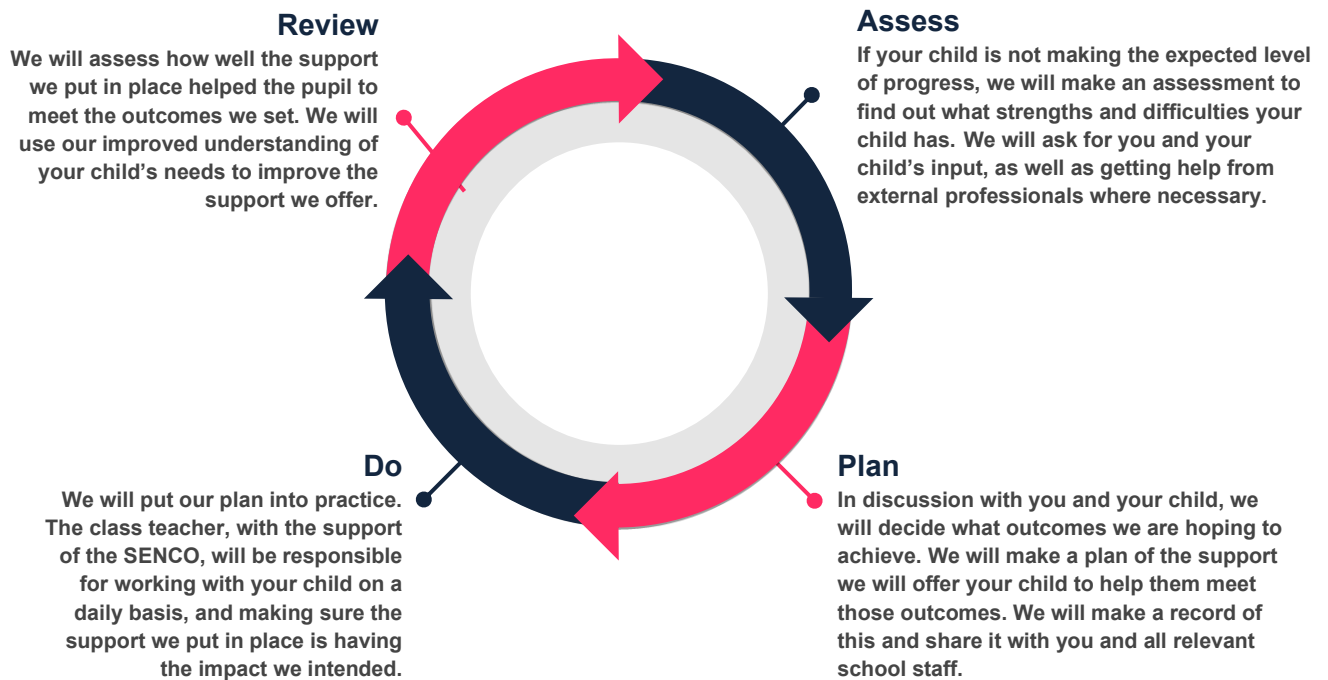 Review
We will assess how well the support
we put in place helped the pupil to
meet the outcomes we set. We will
use our improved understanding of
your child’s needs to improve the
support we offer.
Assess
If your child is not making the expected level
of progress, we will make an assessment to
find out what strengths and difficulties your
child has. We will ask for you and your
child’s input, as well as getting help from
external professionals where necessary.
Do
We will put our plan into practice.
The class teacher, with the support
of the SENCO, will be responsible
for working with your child on a
daily basis, and making sure the
support we put in place is having
the impact we intended.
Plan
In discussion with you and your child, we
will decide what outcomes we are hoping to
achieve. We will make a plan of the support
we will offer your child to help them meet
those outcomes. We will make a record of
this and share it with you and all relevant
school staff.